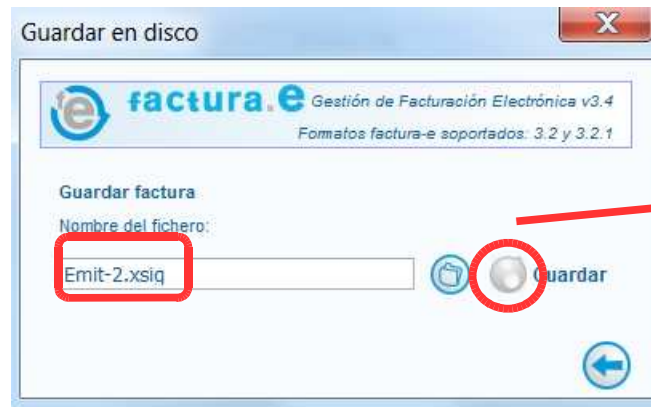 Guardar en disco
X
factura.e Gestión de Facturación Electrónica v3.4
Formatos factura-e soportados: 3.2 y 3.2.1
Guardar factura
Nombre del fichero:
Emit-2.xsig
Guardar